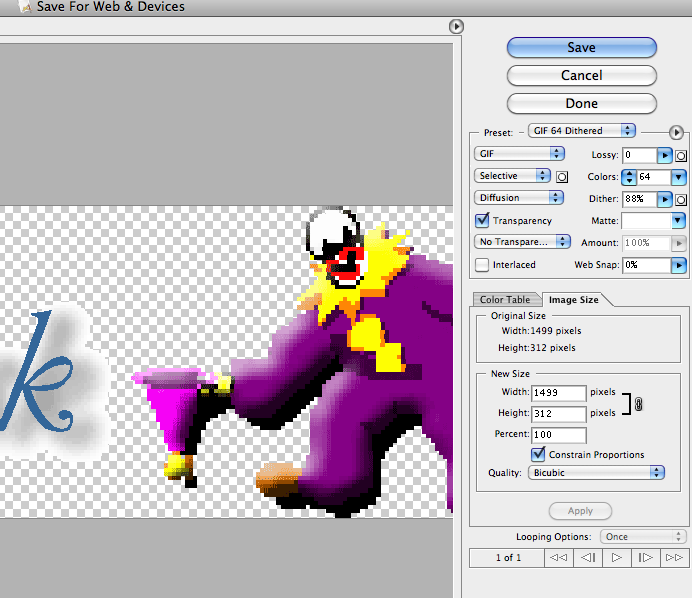 Save For Web & Devices
Save
Cancel
Done
Preset: GIF 64 Dithered
GIF Lossy: 0
Selective Colors: 64
Diffusion Dither: 88%
Transparency Matte:
No Transpare... Amount: 100%
Interlaced Web Snap: 0%
Color Table Image Size
Original Size
Width:1499 pixels
Height:312 pixels
New Size
Width: 1499 pixels
Height: 312 pixels
Percent: 100
Constrain Proportions
Quality: Bicubic
Apply
Looping Options: Once
1 of 1
k